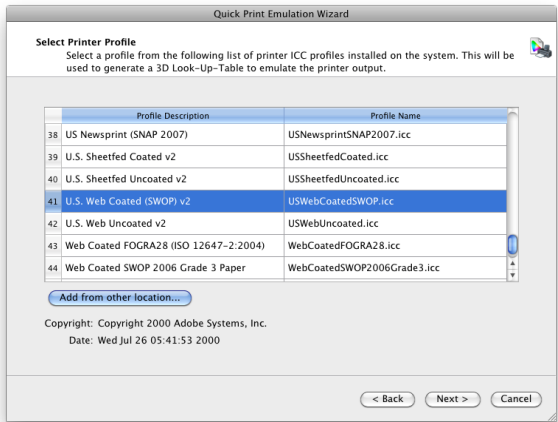 Quick Print Emulation Wizard
Select Printer Profile
Select a profile from the following list of printer ICC profiles installed on the system. This will be
used to generate a 3D Look-Up-Table to emulate the printer output.
Profile Description Profile Name
38 US Newsprint (SNAP 2007) USNewsprintSNAP2007.icc
39 U.S. Sheetfed Coated v2 USSheetfedCoated.icc
40 U.S. Sheetfed Uncoated v2 USSheetfedUncoated.icc
41 U.S. Web Coated (SWOP) v2 USWebCoatedSWOP.icc
42 U.S. Web Uncoated v2 USWebUncoated.icc
43 Web Coated FOGRA28 (ISO 12647-2:2004) WebCoatedFOGRA28.icc
44 Web Coated SWOP 2006 Grade 3 Paper WebCoatedSWOP2006Grade3.icc
Add from other location...
Copyright: Copyright 2000 Adobe Systems, Inc.
Date: Wed Jul 26 05:41:53 2000
< Back Next > Cancel